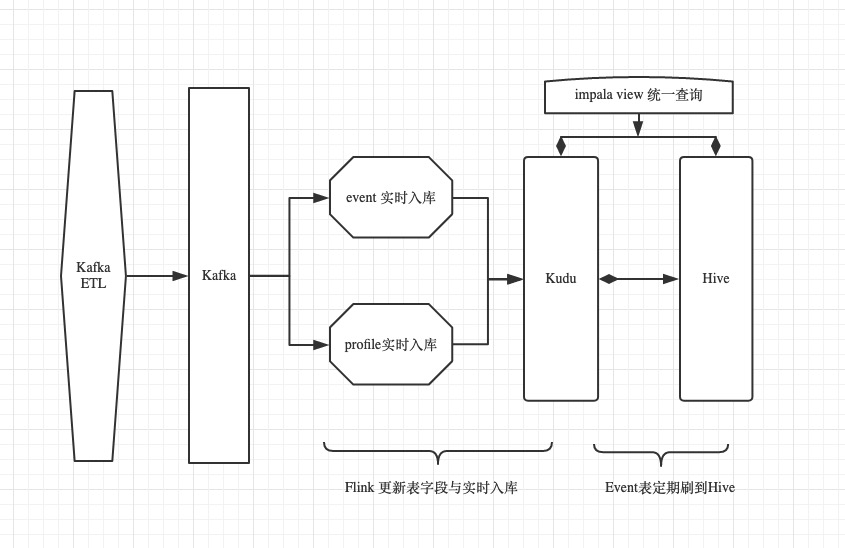 impala view 统一查询
event 实时入库
Kafka
ETL
Kafka
Kudu
Hive
profile实时入库
Flink 更新表字段与实时入库
Event表定期刷到Hive